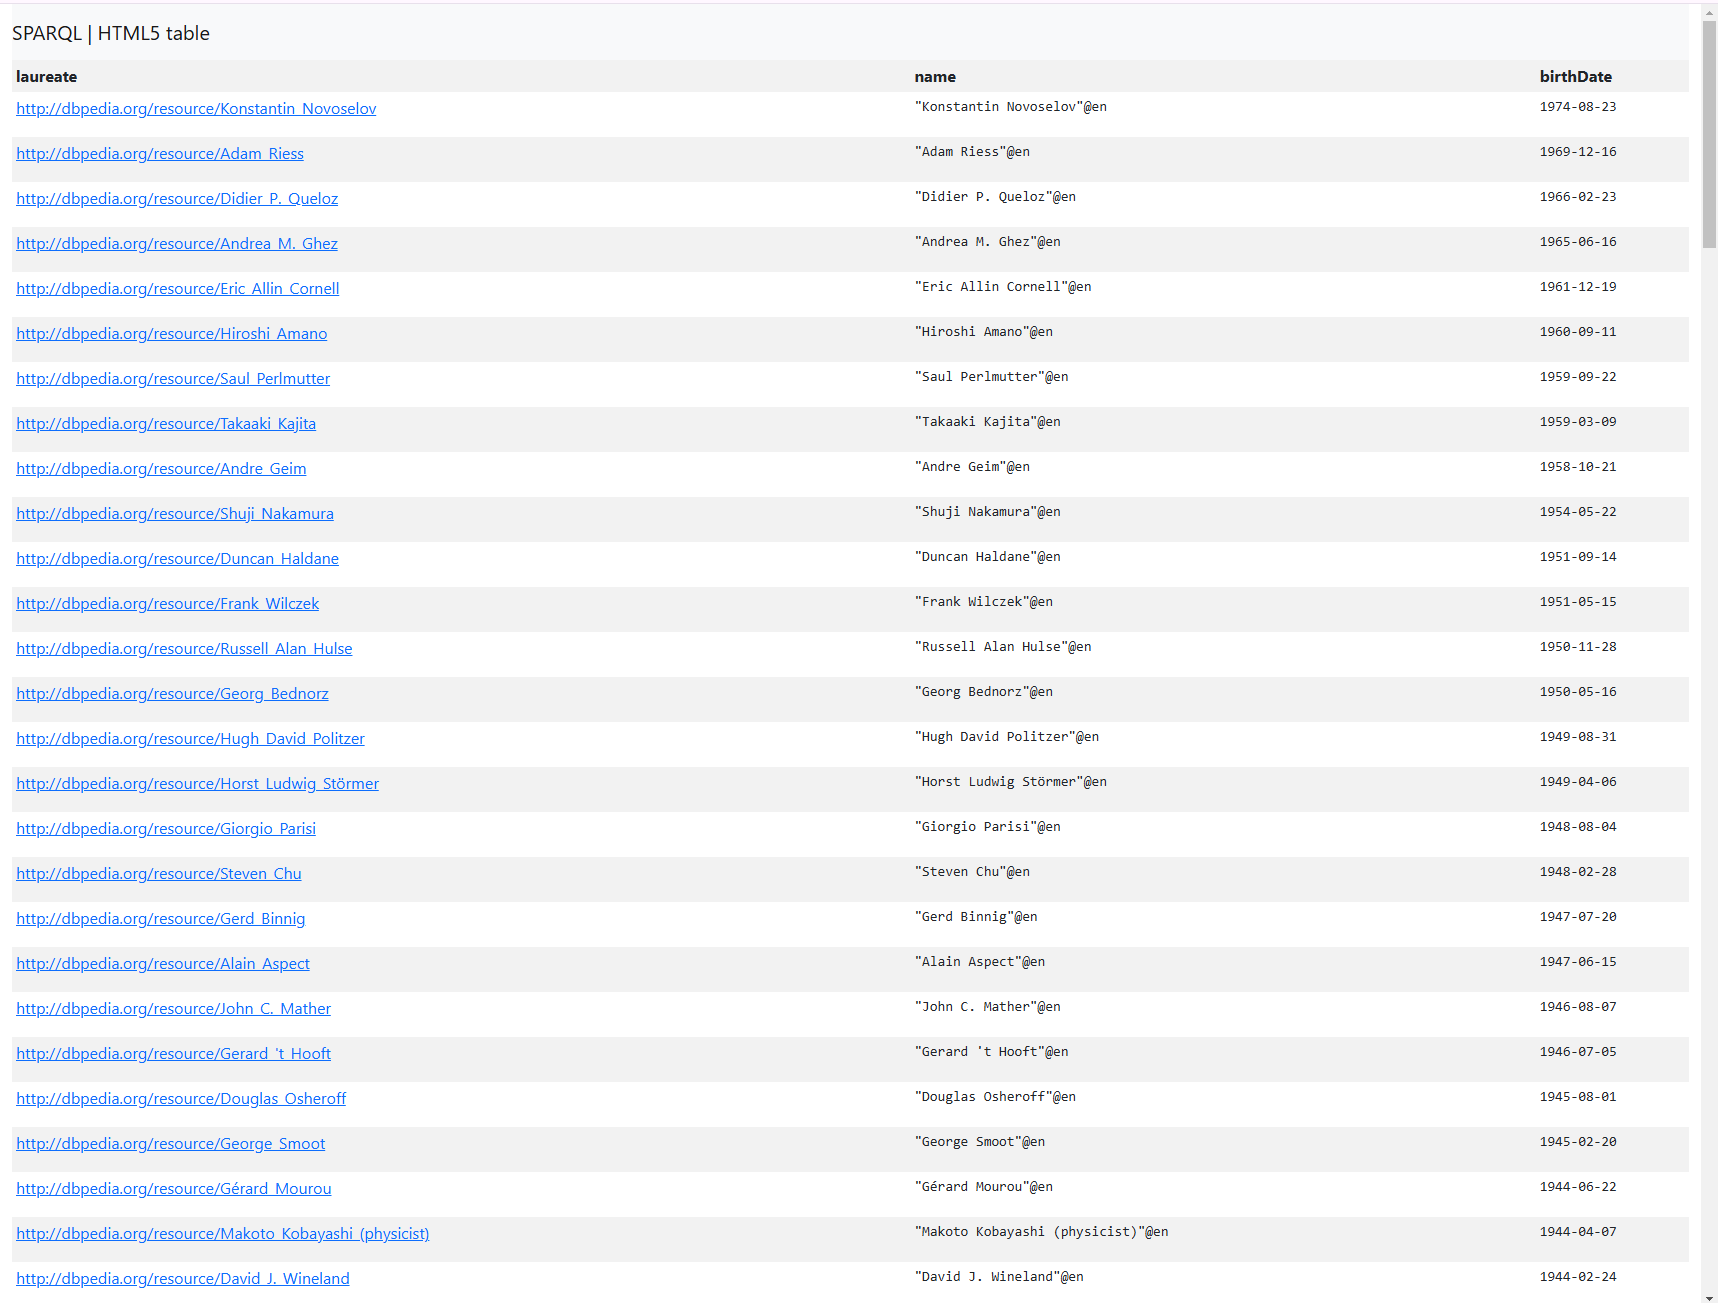 SPARQL | HTML5 table
laureate name birthDate
http://dbpedia.org/resource/Konstantin_Novoselov "Konstantin Novoselov"@en 1974-08-23
http://dbpedia.org/resource/Adam_Riess "Adam Riess"@en 1969-12-16
http://dbpedia.org/resource/Didier_P._Queloz "Didier P. Queloz"@en 1966-02-23
http://dbpedia.org/resource/Andrea_M._Ghez "Andrea M. Ghez"@en 1965-06-16
http://dbpedia.org/resource/Eric_Allin_Cornell "Eric Allin Cornell"@en 1961-12-19
http://dbpedia.org/resource/Hiroshi_Amano "Hiroshi Amano"@en 1960-09-11
http://dbpedia.org/resource/Saul_Perlmutter "Saul Perlmutter"@en 1959-09-22
http://dbpedia.org/resource/Takaaki_Kajita "Takaaki Kajita"@en 1959-03-09
http://dbpedia.org/resource/Andre_Geim "Andre Geim"@en 1958-10-21
http://dbpedia.org/resource/Shuji_Nakamura "Shuji Nakamura"@en 1954-05-22
http://dbpedia.org/resource/Duncan_Haldane "Duncan Haldane"@en 1951-09-14
http://dbpedia.org/resource/Frank_Wilczek "Frank Wilczek"@en 1951-05-15
http://dbpedia.org/resource/Russell_Alan_Hulse "Russell Alan Hulse"@en 1950-11-28
http://dbpedia.org/resource/Georg_Bednorz "Georg Bednorz"@en 1950-05-16
http://dbpedia.org/resource/Hugh_David_Politzer "Hugh David Politzer"@en 1949-08-31
http://dbpedia.org/resource/Horst_Ludwig_Störmer "Horst Ludwig Störmer"@en 1949-04-06
http://dbpedia.org/resource/Giorgio_Parisi "Giorgio Parisi"@en 1948-08-04
http://dbpedia.org/resource/Steven_Chu "Steven Chu"@en 1948-02-28
http://dbpedia.org/resource/Gerd_Binnig "Gerd Binnig"@en 1947-07-20
http://dbpedia.org/resource/Alain_Aspect "Alain Aspect"@en 1947-06-15
http://dbpedia.org/resource/John_C._Mather "John C. Mather"@en 1946-08-07
http://dbpedia.org/resource/Gerard_'t_Hooft "Gerard 't Hooft"@en 1946-07-05
http://dbpedia.org/resource/Douglas_Osheroff "Douglas Osheroff"@en 1945-08-01
http://dbpedia.org/resource/George_Smoot "George Smoot"@en 1945-02-20
http://dbpedia.org/resource/Gérard_Mourou "Gérard Mourou"@en 1944-06-22
http://dbpedia.org/resource/Makoto_Kobayashi_(physicist) "Makoto Kobayashi (physicist)"@en 1944-04-07
http://dbpedia.org/resource/David_J._Wineland "David J. Wineland"@en 1944-02-24